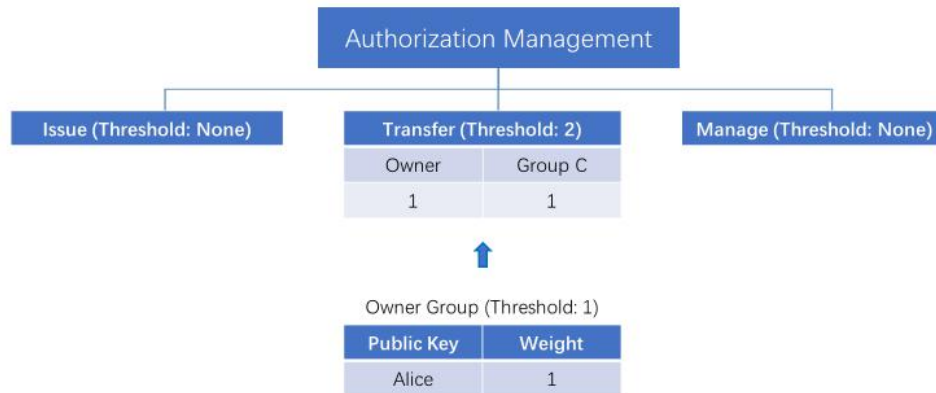 Authorization Management
Issue (Threshold: None)
Transfer (Threshold: 2)
Manage (Threshold: None)
Owner Group C
1 1
Owner Group (Threshold: 1)
Public Key Weight
Alice 1